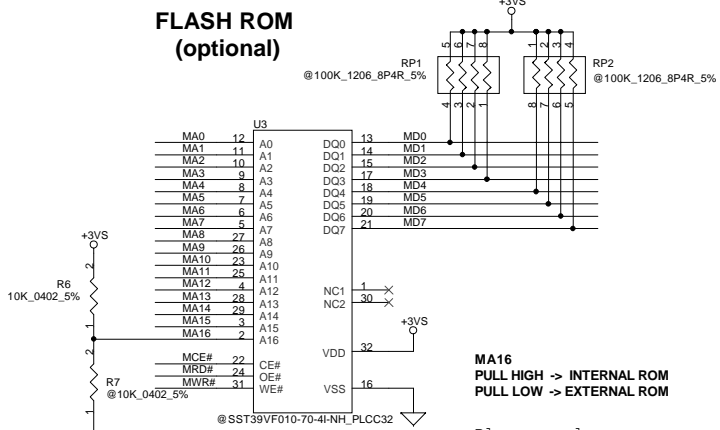 FLASH ROM
(optional)
+3VS
5 6 7 8
1 2 3 4
RP1
@100K_1206_8P4R_5%
RP2
@100K_1206_8P4R_5%
4 3 2 1
8 7 6 5
U3
MA0 12 A0 DQ0 13 MD0
MA1 11 A1 DQ1 14 MD1
MA2 10 A2 DQ2 15 MD2
MA3 9 A3 DQ3 17 MD3
MA4 8 A4 DQ4 18 MD4
MA5 7 A5 DQ5 19 MD5
MA6 6 A6 DQ6 20 MD6
MA7 5 A7 DQ7 21 MD7
MA8 27 A8
MA9 26 A9
MA10 23 A10
MA11 25 A11
MA12 4 A12 NC1 1
MA13 28 A13 NC2 30
MA14 29 A14
MA15 3 A15
MA16 2 A16
+3VS
2
R6
10K_0402_5%
1
+3VS
VDD 32
MCE# 22 CE#
MRD# 24 OE#
MWR# 31 WE#
VSS 16
2
R7
@10K_0402_5%
1
@SST39VF010-70-4I-NH_PLCC32
MA16
PULL HIGH -> INTERNAL ROM
PULL LOW -> EXTERNAL ROM